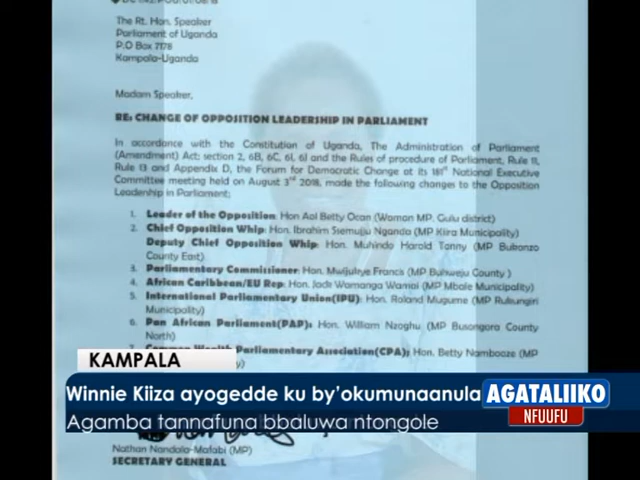 The Rt. Hon. Speaker
Parliament of Uganda
P.O Box 7178
Kampala-Uganda
Madam Speaker,
RE: CHANGE OF OPPOSITION LEADERSHIP IN PARLIAMENT
In accordance with the Constitution of Uganda, The Administration of Parliament
(Amendment) Act; section 2, 6B, 6C, 6I, 6J and the Rules of procedure of Parliament, Rule 11,
Rule 13 and Appendix D, the Forum for Democratic Change at its 181st National Executive
Committee meeting held on August 3rd 2018, made the following changes to the Opposition
Leadership in Parliament;
1. Leader of the Opposition: Hon Aol Betty Ocan (Woman MP. Gulu district)
2. Chief Opposition Whip: Hon. Ibrahim Ssemujju Nganda (MP Kiira Municipality)
Deputy Chief Opposition Whip: Hon. Muhindo Harold Tonny (MP Bukonzo
County East)
3. Parliamentary Commissioner: Hon. Mwijukye Francis (MP Buhweju County )
4. African Caribbean/EU Rep: Hon. Jack Wamanga Wamai (MP Mbale Municipality)
5. International Parliamentary Union(IPU): Hon. Roland Mugume (MP Rukungiri
Municipality)
6. Pan African Parliament(PAP): Hon. William Nzoghu (MP Busongora County
North)
7. Common Wealth Parliamentary Association(CPA); Hon. Betty Nambooze (MP
KAMPALA
Winnie Kiiza ayogedde ku by'okumunaanula
Agamba tannafuna bbaluwa ntongole
AGATALIIKO
NFUUFU
Nathan Nandala-Mafabi (MP)
SECRETARY GENERAL